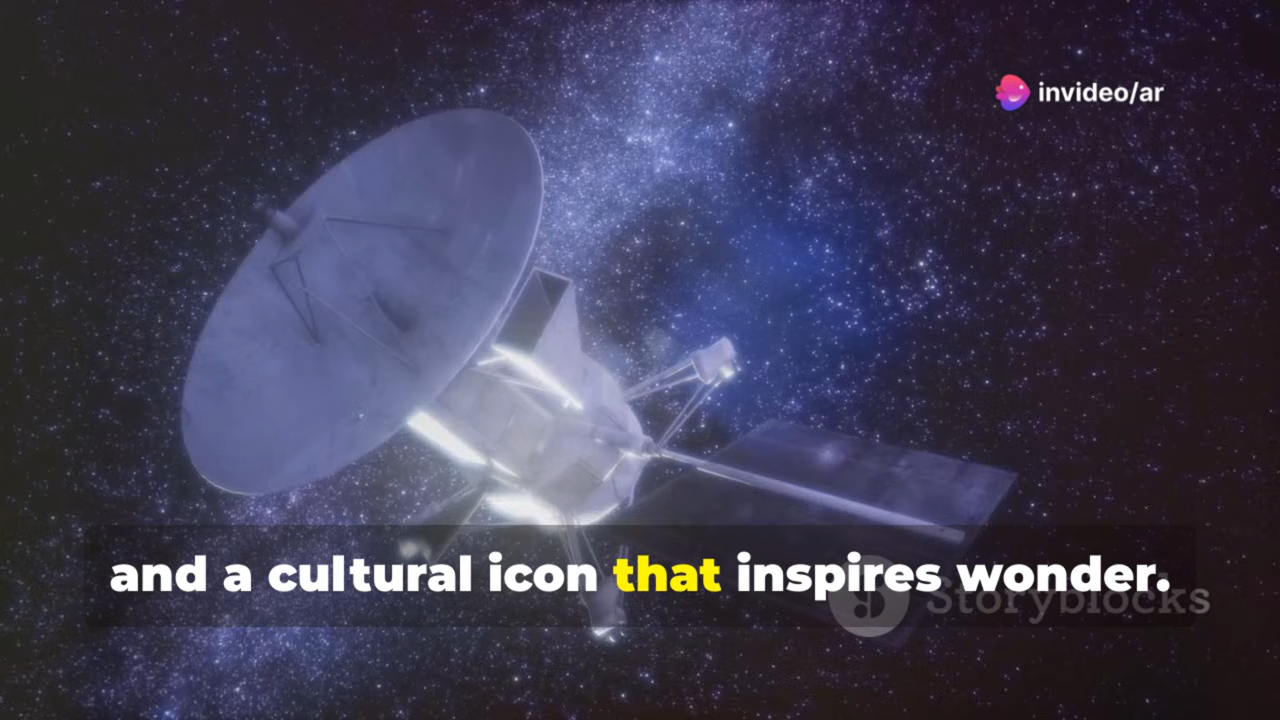 invideo/ar
and a cultural icon that inspires wonder.
Storyblocks